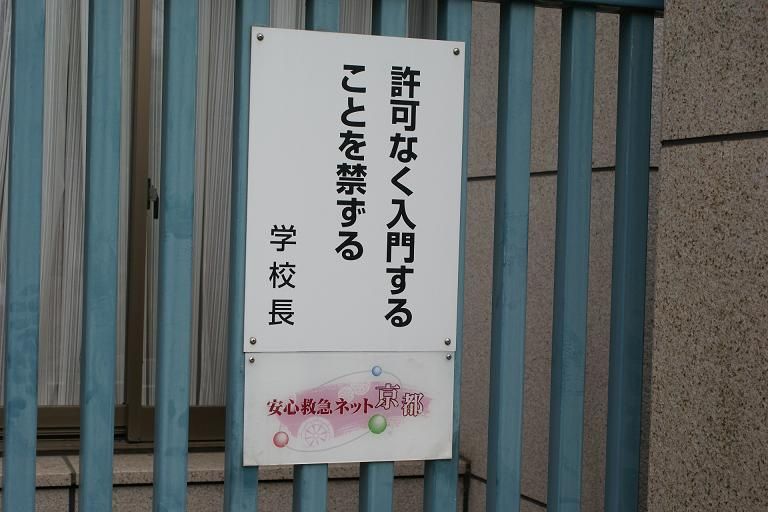 許可なく入門する
ことを禁ずる
学校長
安心救急ネット京都